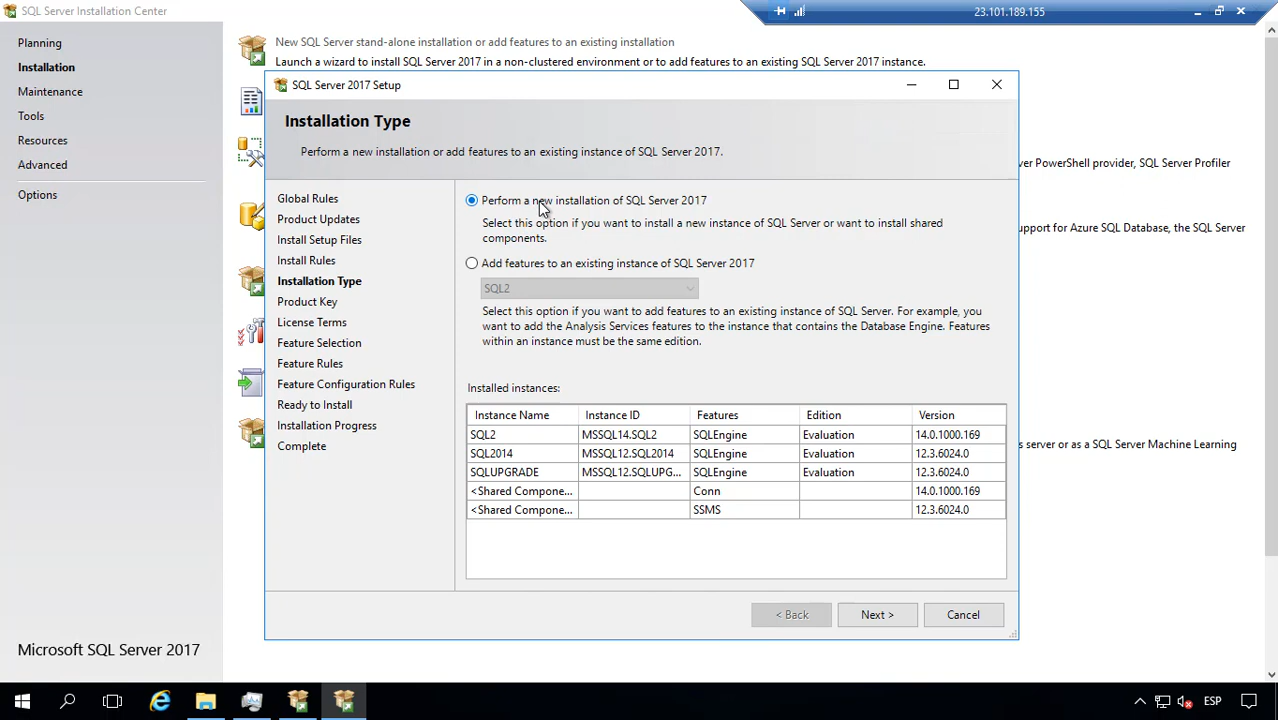 SQL Server Installation Center
23.101.189.155
Planning
Installation
Maintenance
Tools
Resources
Advanced
Options
Microsoft SQL Server 2017
New SQL Server stand-alone installation or add features to an existing installation
Launch a wizard to install SQL Server 2017 in a non-clustered environment or to add features to an existing SQL Server 2017 instance.
er PowerShell provider, SQL Server Profiler
upport for Azure SQL Database, the SQL Server
s server or as a SQL Server Machine Learning
SQL Server 2017 Setup
Installation Type
Perform a new installation or add features to an existing instance of SQL Server 2017.
Global Rules
Product Updates
Install Setup Files
Install Rules
Installation Type
Product Key
License Terms
Feature Selection
Feature Rules
Feature Configuration Rules
Ready to Install
Installation Progress
Complete
Perform a new installation of SQL Server 2017
Select this option if you want to install a new instance of SQL Server or want to install shared
components.
Add features to an existing instance of SQL Server 2017
SQL2
Select this option if you want to add features to an existing instance of SQL Server. For example, you
want to add the Analysis Services features to the instance that contains the Database Engine. Features
within an instance must be the same edition.
Installed instances:
Instance Name Instance ID Features Edition Version
SQL2 MSSQL14.SQL2 SQLEngine Evaluation 14.0.1000.169
SQL2014 MSSQL12.SQL2014 SQLEngine Evaluation 12.3.6024.0
SQLUPGRADE MSSQL12.SQLUPG... SQLEngine Evaluation 12.3.6024.0
<Shared Compone... Conn 14.0.1000.169
<Shared Compone... SSMS 12.3.6024.0
< Back
Next >
Cancel
ESP